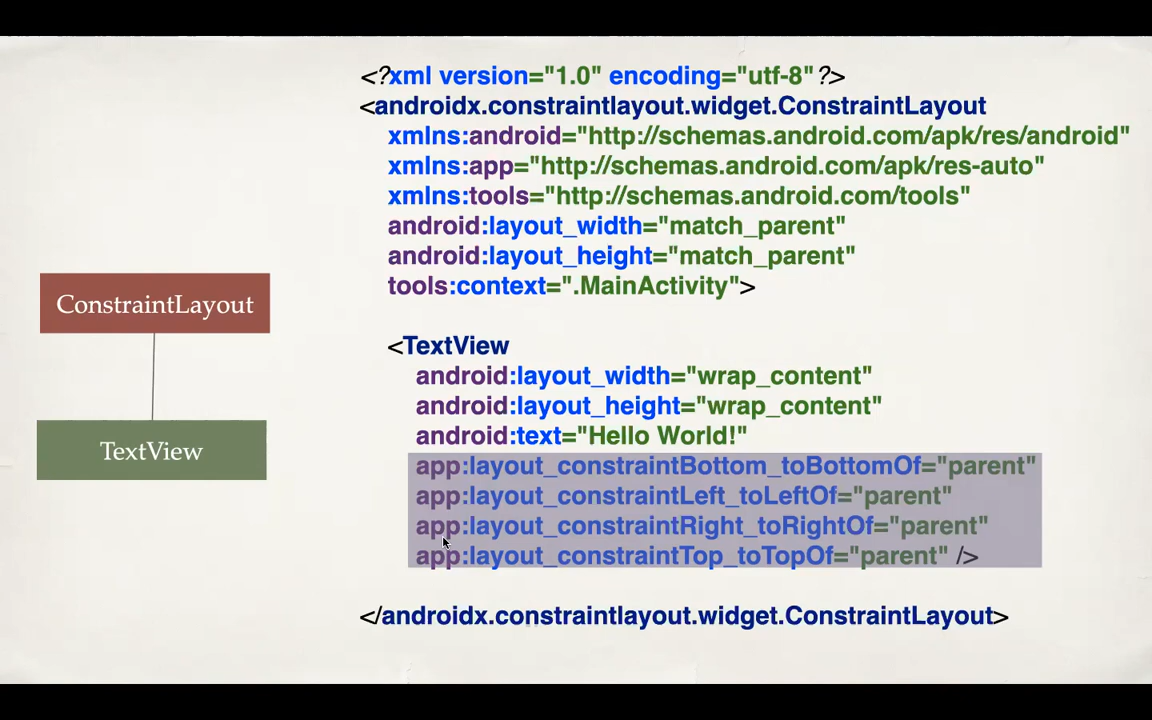 <?xml version="1.0" encoding="utf-8"?>
<androidx.constraintlayout.widget.ConstraintLayout
xmlns:android="http://schemas.android.com/apk/res/android"
xmlns:app="http://schemas.android.com/apk/res-auto"
xmlns:tools="http://schemas.android.com/tools"
android:layout_width="match_parent"
android:layout_height="match_parent"
tools:context=".MainActivity">
<TextView
android:layout_width="wrap_content"
android:layout_height="wrap_content"
android:text="Hello World!"
app:layout_constraintBottom_toBottomOf="parent"
app:layout_constraintLeft_toLeftOf="parent"
app:layout_constraintRight_toRightOf="parent"
app:layout_constraintTop_toTopOf="parent" />
</androidx.constraintlayout.widget.ConstraintLayout>
ConstraintLayout
TextView